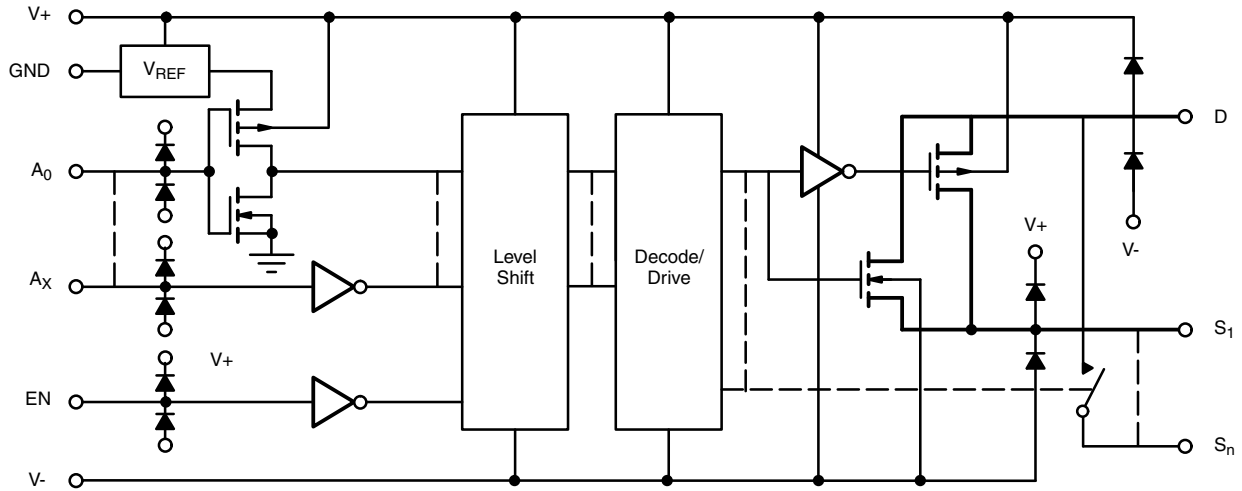 V+
GND
VREF
A0
AX
V+
EN
V-
Level
Shift
Decode/
Drive
D
V-
V+
S1
Sn